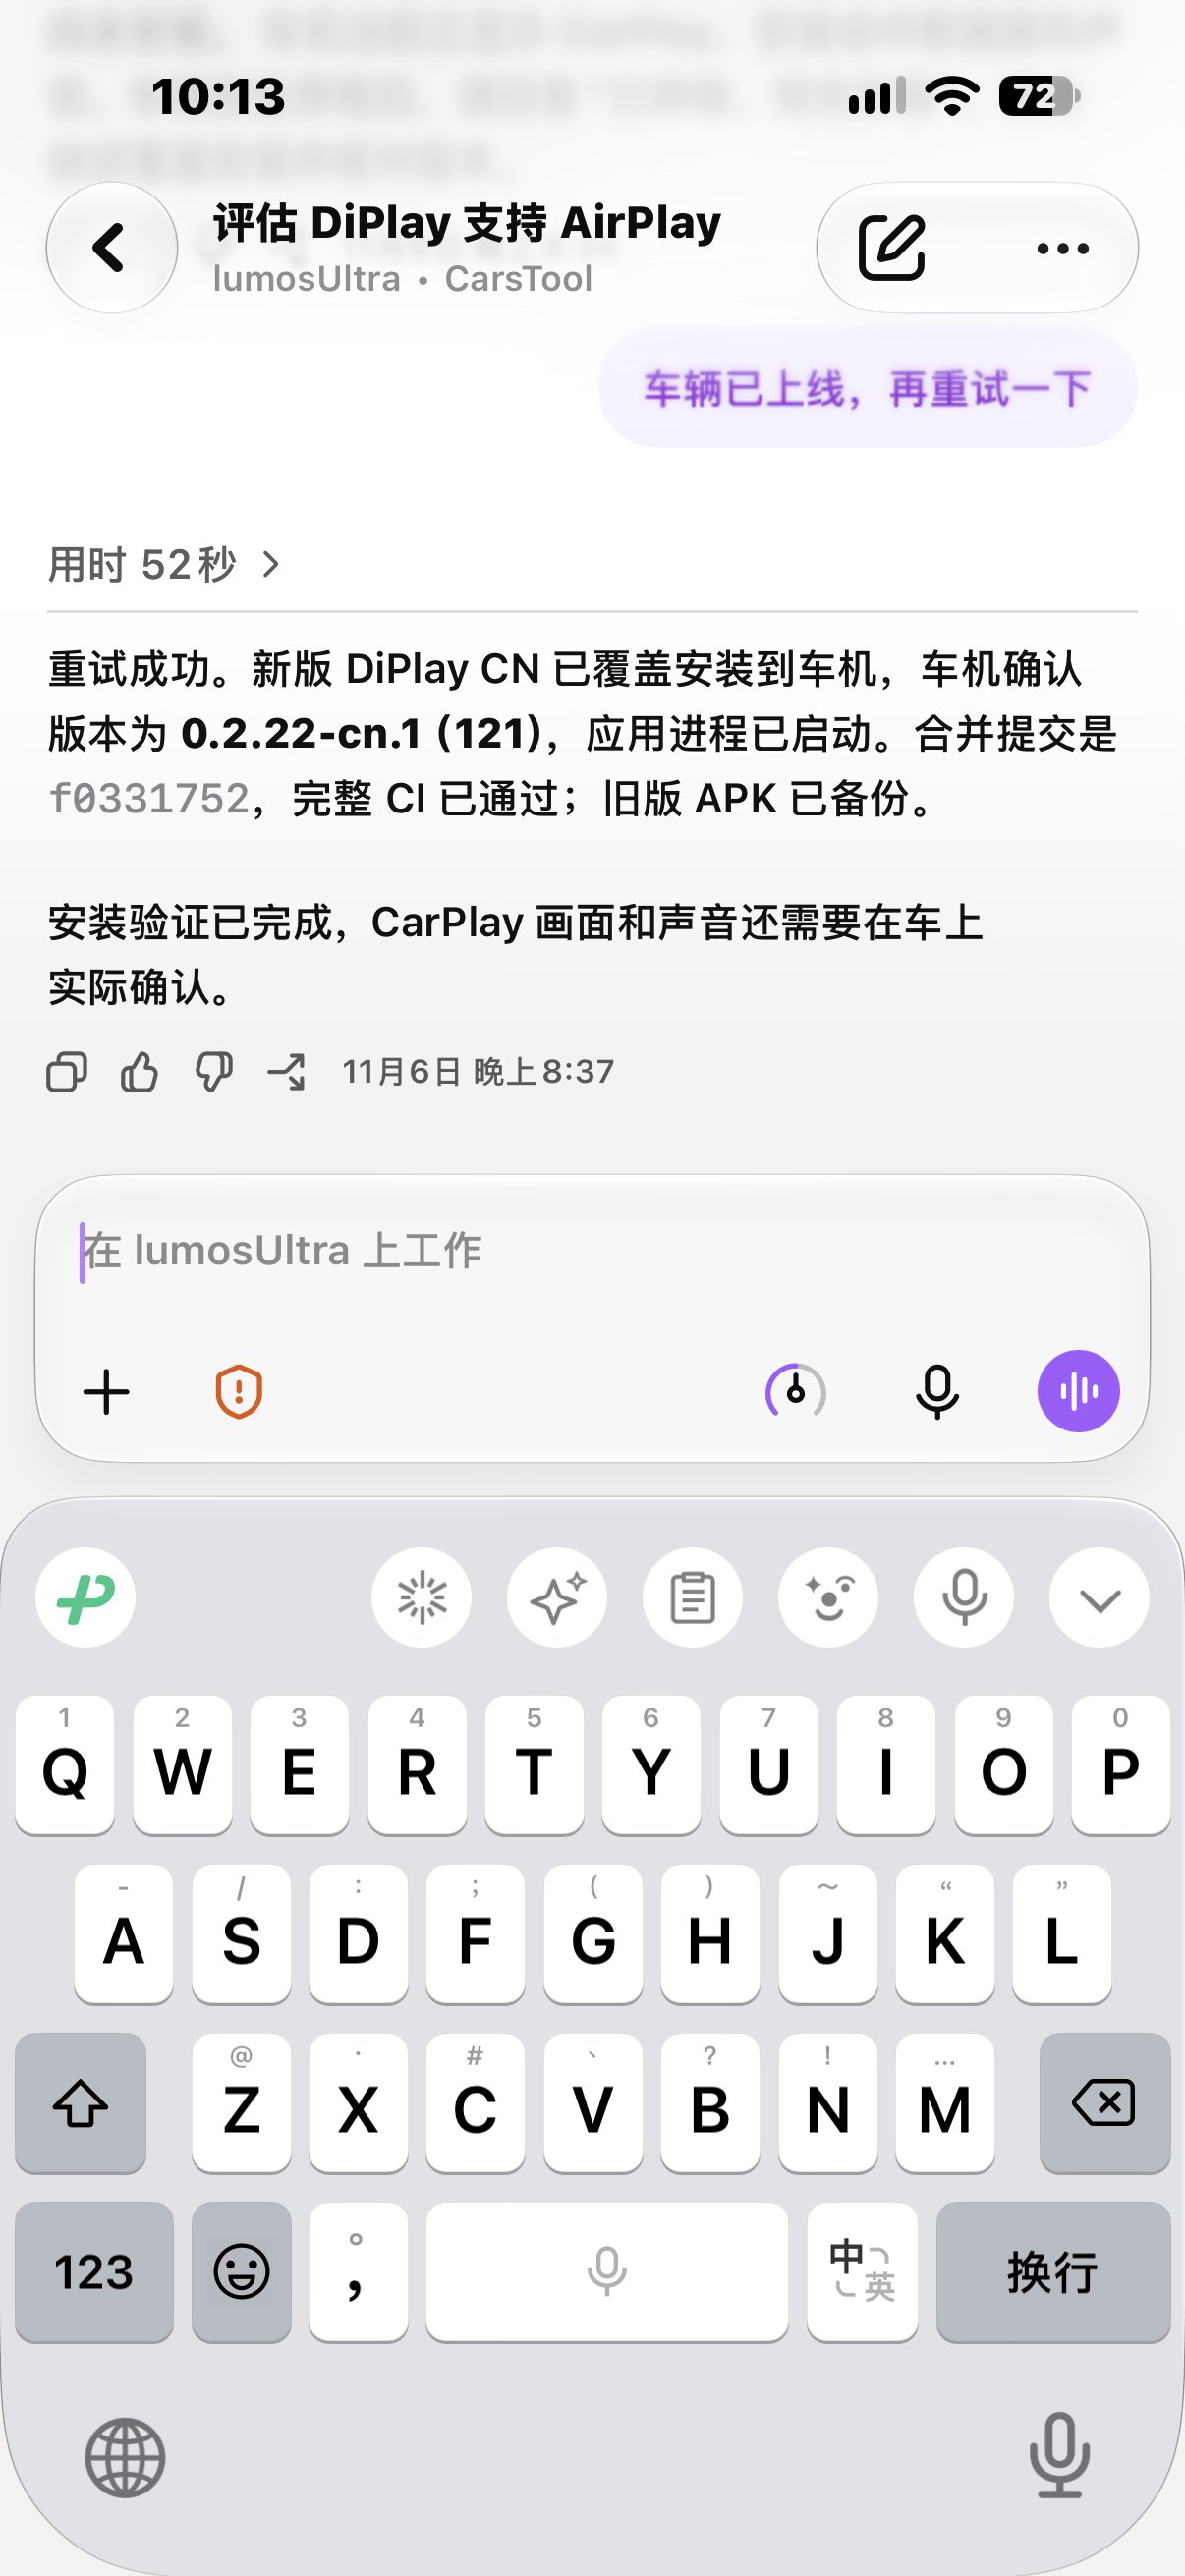 10:13
72
评估 DiPlay 支持 AirPlay
lumosUltra • CarsTool
车辆已上线，再重试一下
用时 52秒
重试成功。新版 DiPlay CN 已覆盖安装到车机，车机确认
版本为 0.2.22-cn.1 (121)，应用进程已启动。合并提交是
f0331752，完整 CI 已通过；旧版 APK 已备份。
安装验证已完成，CarPlay 画面和声音还需要在车上
实际确认。
11月6日 晚上8:37
在 lumosUltra 上工作
1 2 3 4 5 6 7 8 9 0
Q W E R T Y U I O P
- / : ; ( ) ～ “ ”
A S D F G H J K L
@ · # 、 ? ! ...
Z X C V B N M
123 。 ， 中 英 换行